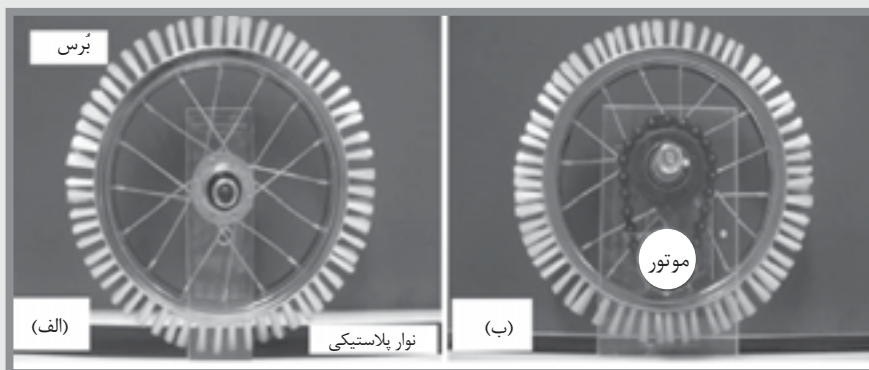 بُرس
(الف)
نوار پلاستیکی
موتور
(ب)